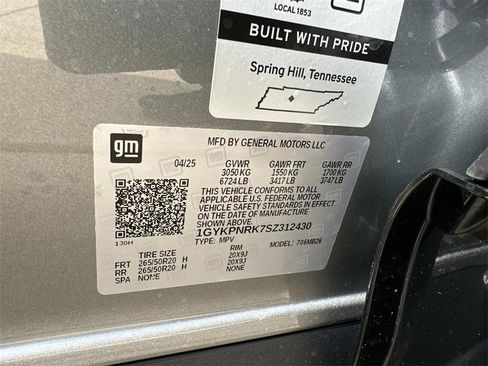 LOCAL 1853
BUILT WITH PRIDE
Spring Hill, Tennessee
gm
MFD BY GENERAL MOTORS LLC
04/25 GVWR GAWR FRT GAWR RR
3050 KG 1550 KG 1700 KG
6724 LB 3417 LB 3747 LB
THIS VEHICLE CONFORMS TO ALL
APPLICABLE U.S. FEDERAL MOTOR
VEHICLE SAFETY STANDARDS IN EFFECT
ON THE DATE OF MANUFACTURE
SHOWN ABOVE.
1GYKPNRK7SZ312430
130H
TYPE: MPV MODEL: 706MB26
TIRE SIZE RIM
FRT 265/50R20 H 20X9J
RR 265/50R20 H 20X9J
SPA NONE NONE